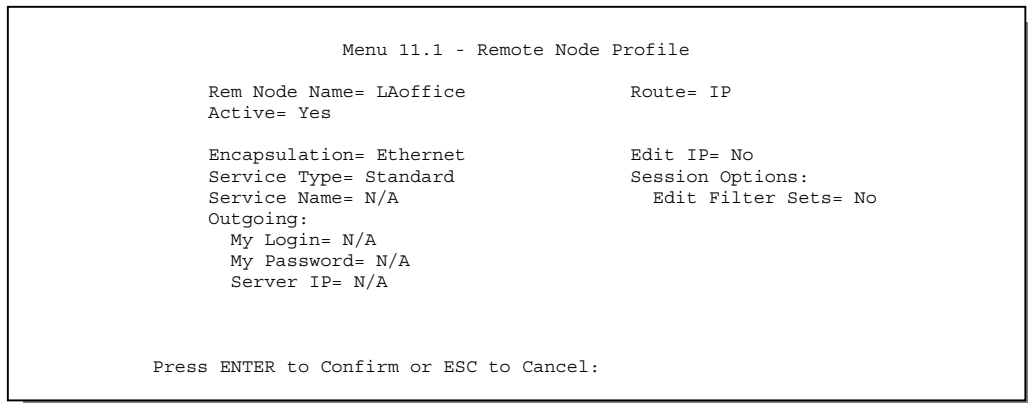 Menu 11.1 - Remote Node Profile
Rem Node Name= LAoffice Route= IP
Active= Yes
Encapsulation= Ethernet Edit IP= No
Service Type= Standard Session Options:
Service Name= N/A Edit Filter Sets= No
Outgoing:
My Login= N/A
My Password= N/A
Server IP= N/A
Press ENTER to Confirm or ESC to Cancel: